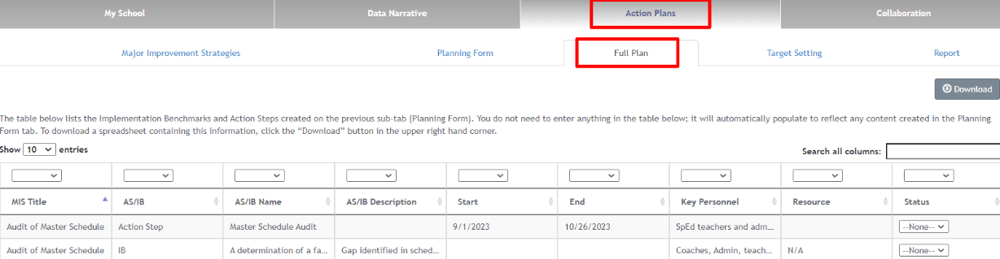 My School Data Narrative Action Plans Collaboration
Major Improvement Strategies Planning Form Full Plan Target Setting Report
Download
The table below lists the Implementation Benchmarks and Action Steps created on the previous sub-tab (Planning Form). You do not need to enter anything in the table below; it will automatically populate to reflect any content created in the Planning
Form tab. To download a spreadsheet containing this information, click the “Download” button in the upper right hand corner.
Show 10 entries Search all columns:
MIS Title AS/IB AS/IB Name AS/IB Description Start End Key Personnel Resource Status
Audit of Master Schedule Action Step Master Schedule Audit 9/1/2023 10/26/2023 SpEd teachers and adm... --None--
Audit of Master Schedule IB A determination of a fa... Gap identified in sched... Coaches, Admin, teach... N/A --None--